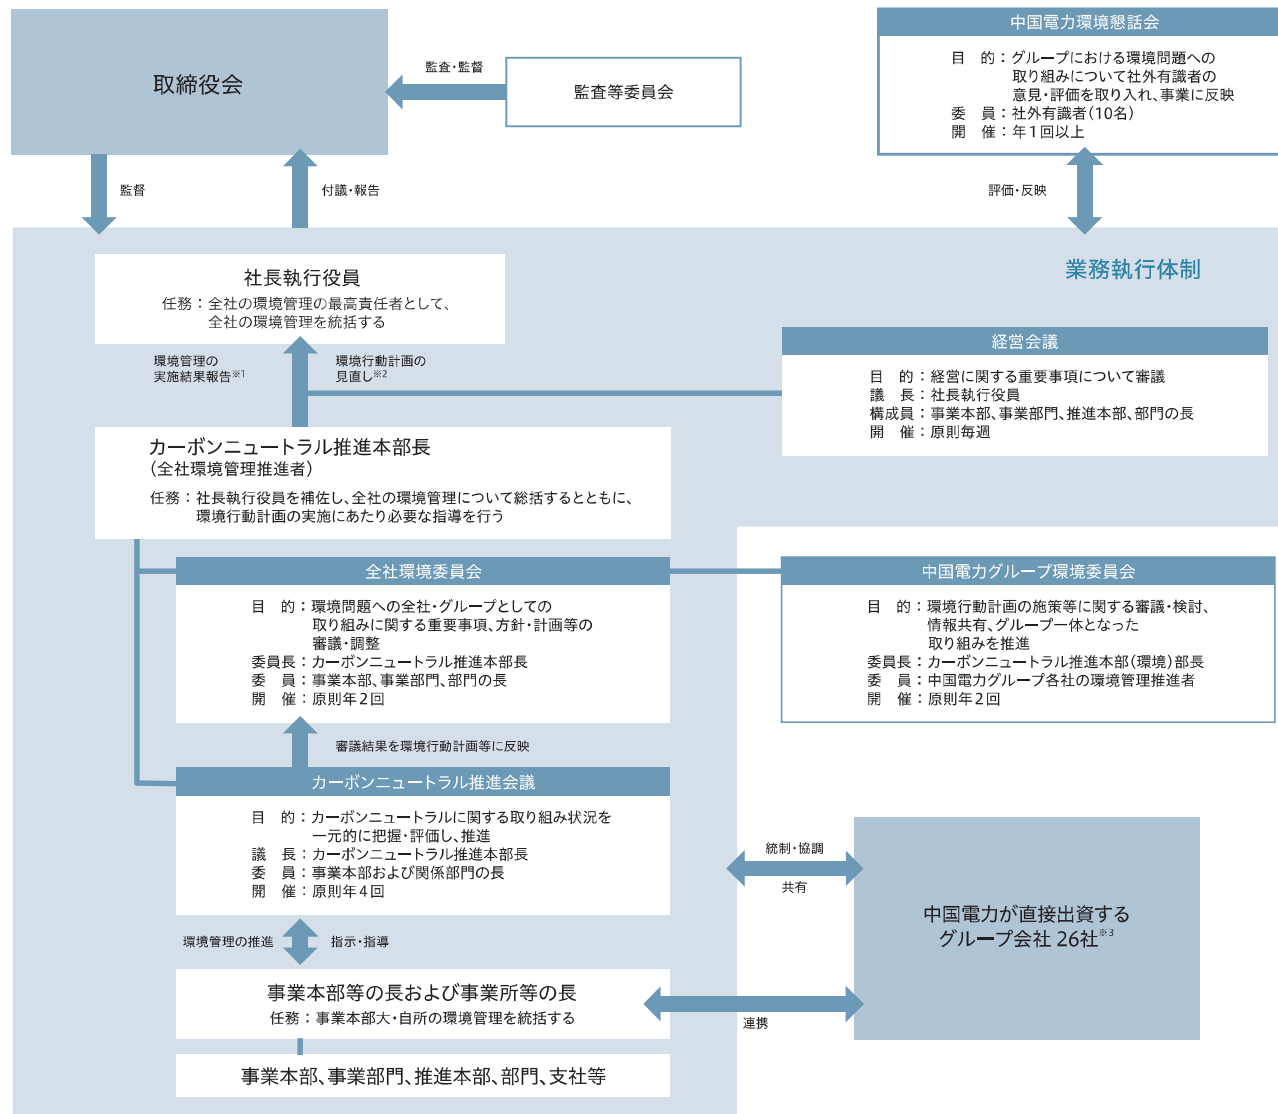 取締役会
監査・監督
監査等委員会
中国電力環境懇話会
目　的：グループにおける環境問題への
取り組みについて社外有識者の
意見・評価を取り入れ、事業に反映
委　員：社外有識者(10名)
開　催：年1回以上
監督
付議・報告
評価・反映
業務執行体制
社長執行役員
任務：全社の環境管理の最高責任者として、
全社の環境管理を統括する
環境管理の
実施結果報告※1
環境行動計画の
見直し※2
経営会議
目　的：経営に関する重要事項について審議
議　長：社長執行役員
構成員：事業本部、事業部門、推進本部、部門の長
開　催：原則毎週
カーボンニュートラル推進本部長
(全社環境管理推進者)
任務：社長執行役員を補佐し、全社の環境管理について総括するとともに、
環境行動計画の実施にあたり必要な指導を行う
全社環境委員会
目　的：環境問題への全社・グループとしての
取り組みに関する重要事項、方針・計画等の
審議・調整
委員長：カーボンニュートラル推進本部長
委　員：事業本部、事業部門、部門の長
開　催：原則年2回
中国電力グループ環境委員会
目　的：環境行動計画の施策等に関する審議・検討、
情報共有、グループ一体となった
取り組みを推進
委員長：カーボンニュートラル推進本部(環境)部長
委　員：中国電力グループ各社の環境管理推進者
開　催：原則年2回
審議結果を環境行動計画等に反映
カーボンニュートラル推進会議
目　的：カーボンニュートラルに関する取り組み状況を
一元的に把握・評価し、推進
議　長：カーボンニュートラル推進本部長
委　員：事業本部および関係部門の長
開　催：原則年4回
統制・協調
共有
中国電力が直接出資する
グループ会社 26社※3
環境管理の推進
指示・指導
事業本部等の長および事業所等の長
任務：事業本部大・自所の環境管理を統括する
連携
事業本部、事業部門、推進本部、部門、支社等